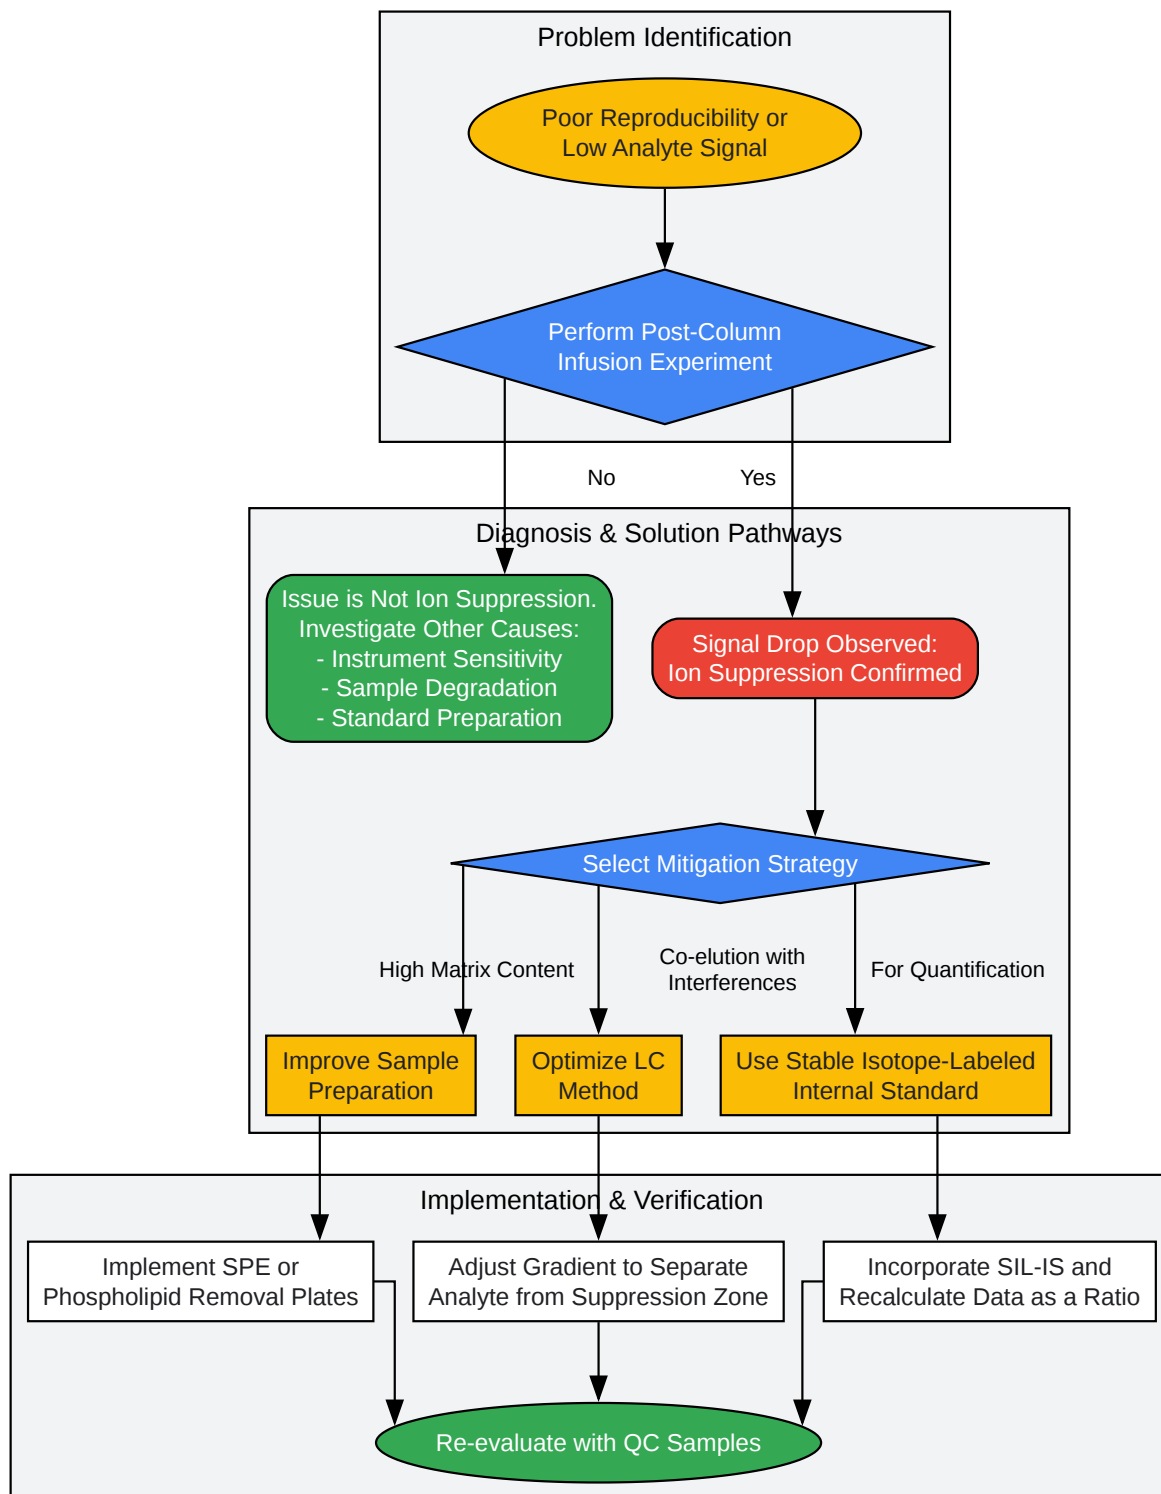 Problem Identification
Poor Reproducibility or
Low Analyte Signal
Perform Post-Column
Infusion Experiment
No
Yes
Diagnosis & Solution Pathways
Issue is Not Ion Suppression.
Investigate Other Causes:
- Instrument Sensitivity
- Sample Degradation
- Standard Preparation
Signal Drop Observed:
Ion Suppression Confirmed
Select Mitigation Strategy
High Matrix Content
Co-elution with
Interferences
For Quantification
Improve Sample
Preparation
Optimize LC
Method
Use Stable Isotope-Labeled
Internal Standard
Implementation & Verification
Implement SPE or
Phospholipid Removal Plates
Adjust Gradient to Separate
Analyte from Suppression Zone
Incorporate SIL-IS and
Recalculate Data as a Ratio
Re-evaluate with QC Samples